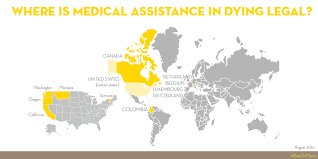 WHERE IS MEDICAL ASSISTANCE IN DYING LEGAL?
CANADA
UNITED STATES
(certain states)
NETHERLANDS
BELGIUM
LUXEMBOURG
SWITZERLAND
COLOMBIA
Washington
Montana
Oregon
Vermont
California
August 2016